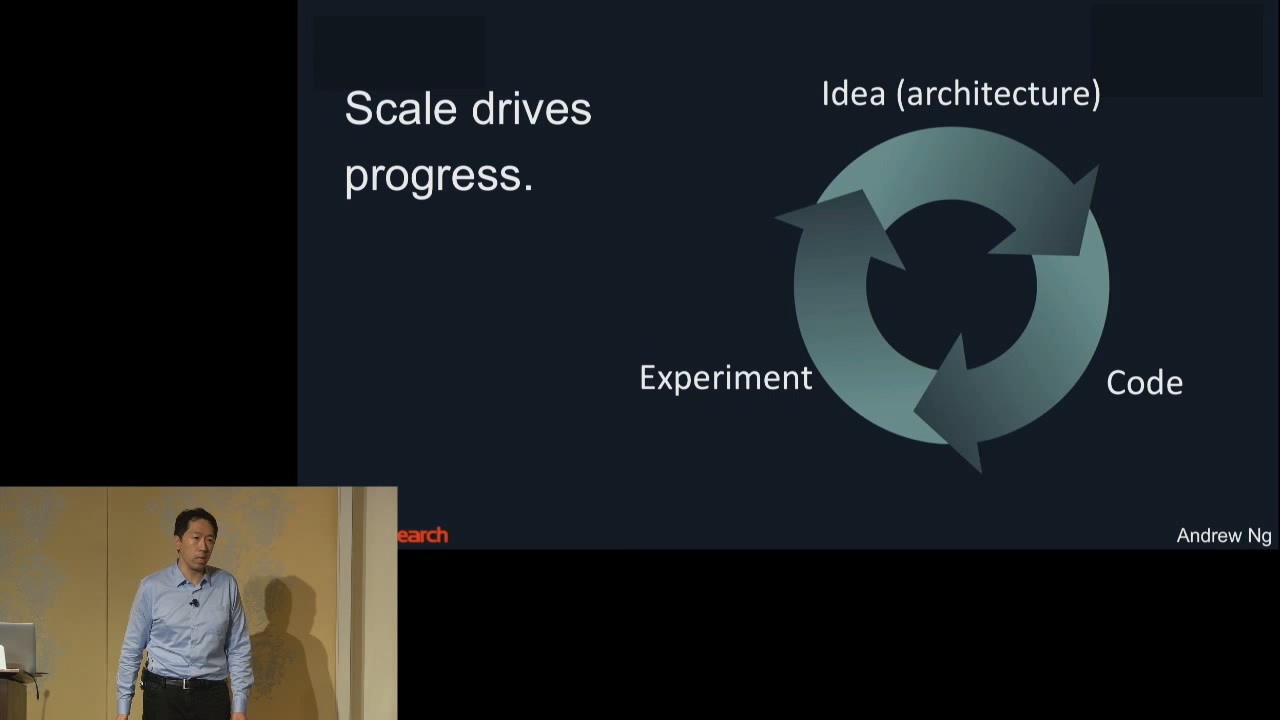 Scale drives
progress.
Idea (architecture)
Experiment
Code
earch
Andrew Ng